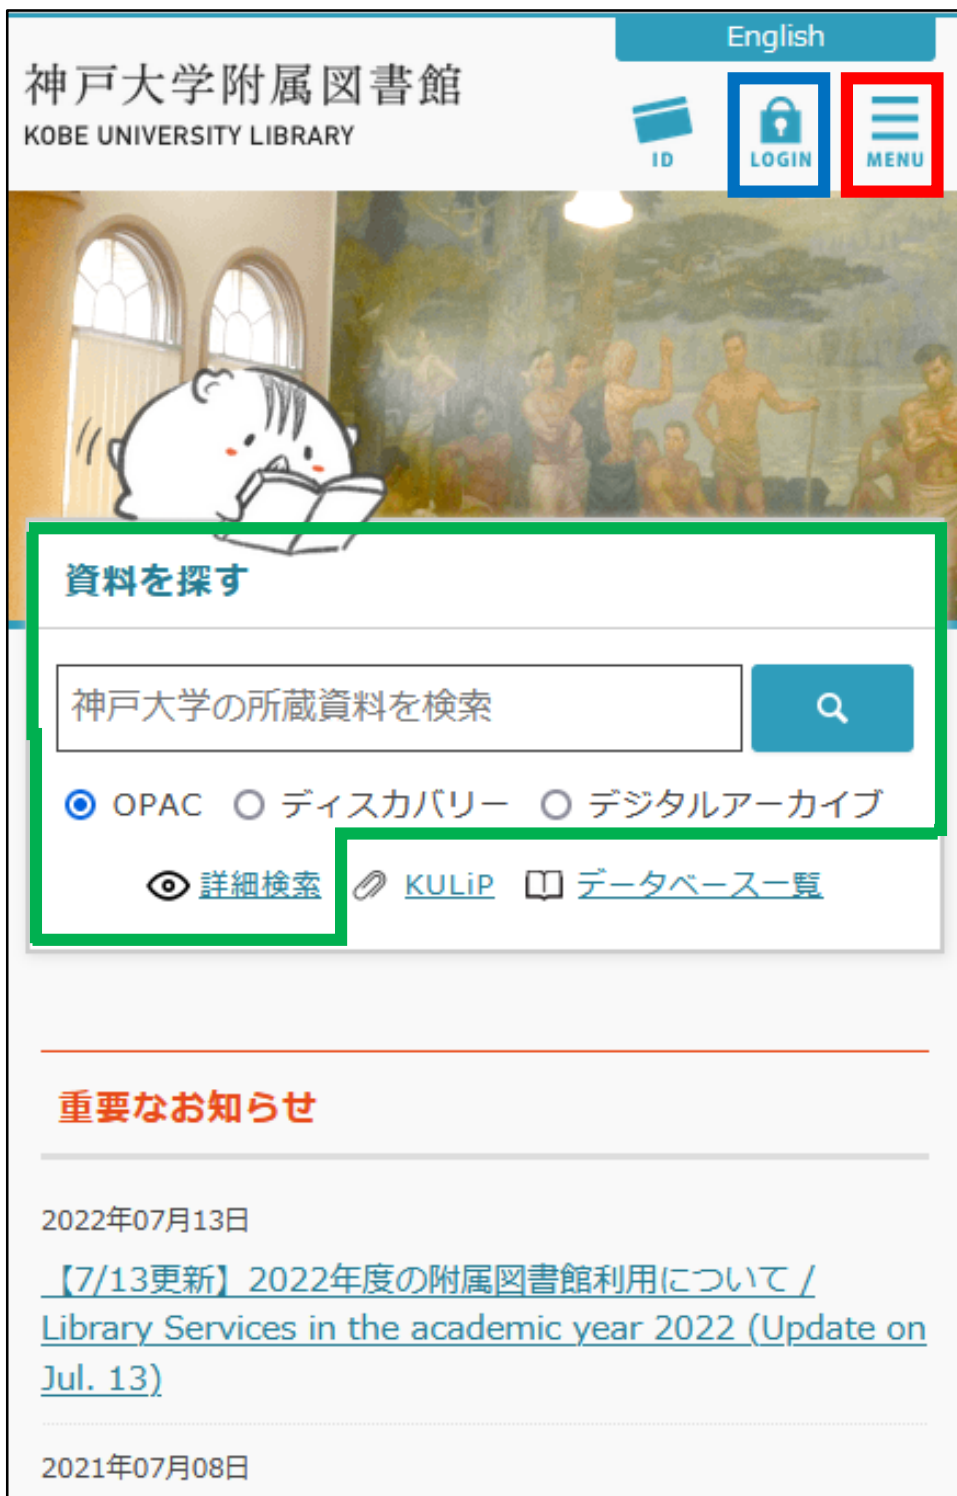 English
神戸大学附属図書館
KOBE UNIVERSITY LIBRARY
ID
LOGIN
MENU
資料を探す
神戸大学の所蔵資料を検索
OPAC ディスカバリー デジタルアーカイブ
詳細検索 KULiP データベース一覧
重要なお知らせ
2022年07月13日
【7/13更新】2022年度の附属図書館利用について /
Library Services in the academic year 2022 (Update on
Jul. 13)
2021年07月08日